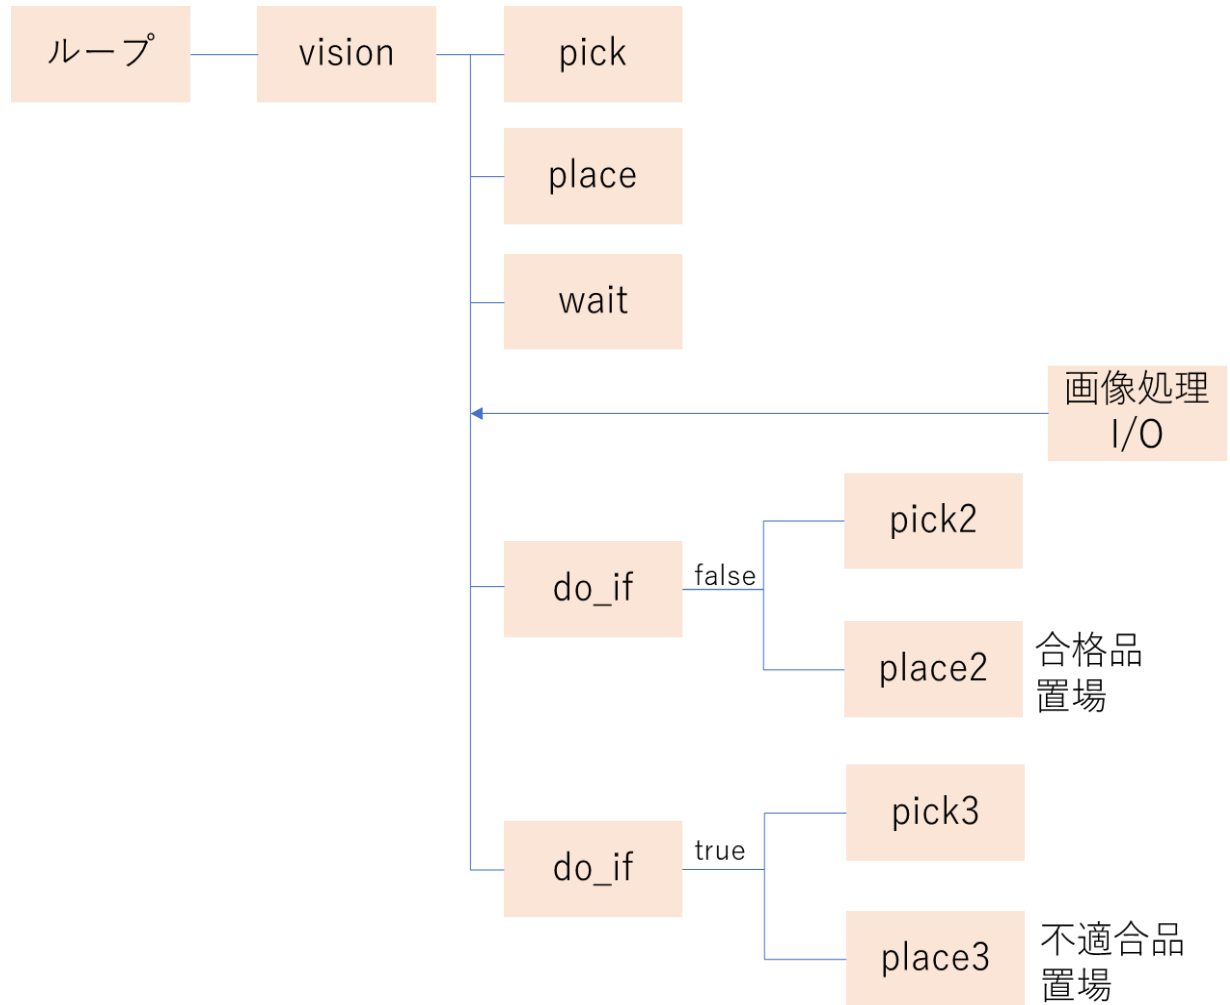 ループ
vision
pick
place
wait
画像処理
I/O
pick2
do_if
false
place2
合格品
置場
pick3
do_if
true
place3
不適合品
置場